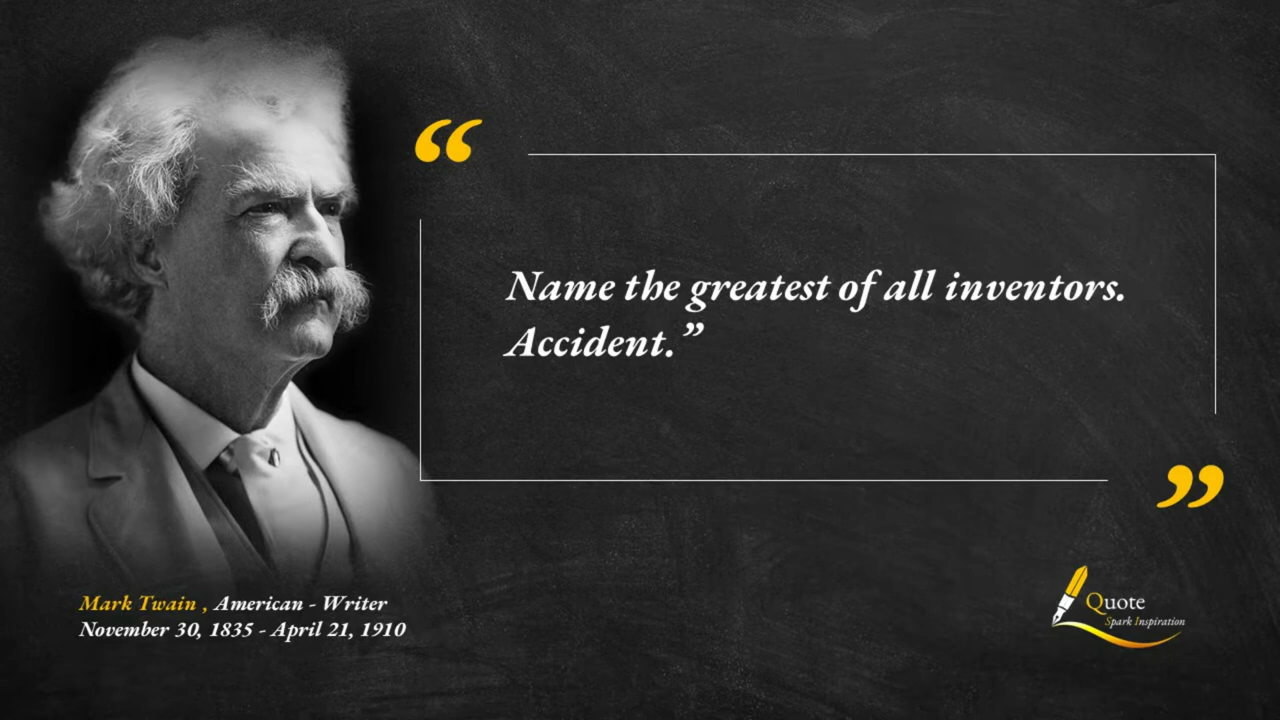 “
Name the greatest of all inventors.
Accident.”
”
Mark Twain , American - Writer
November 30, 1835 - April 21, 1910
Quote
Spark Inspiration